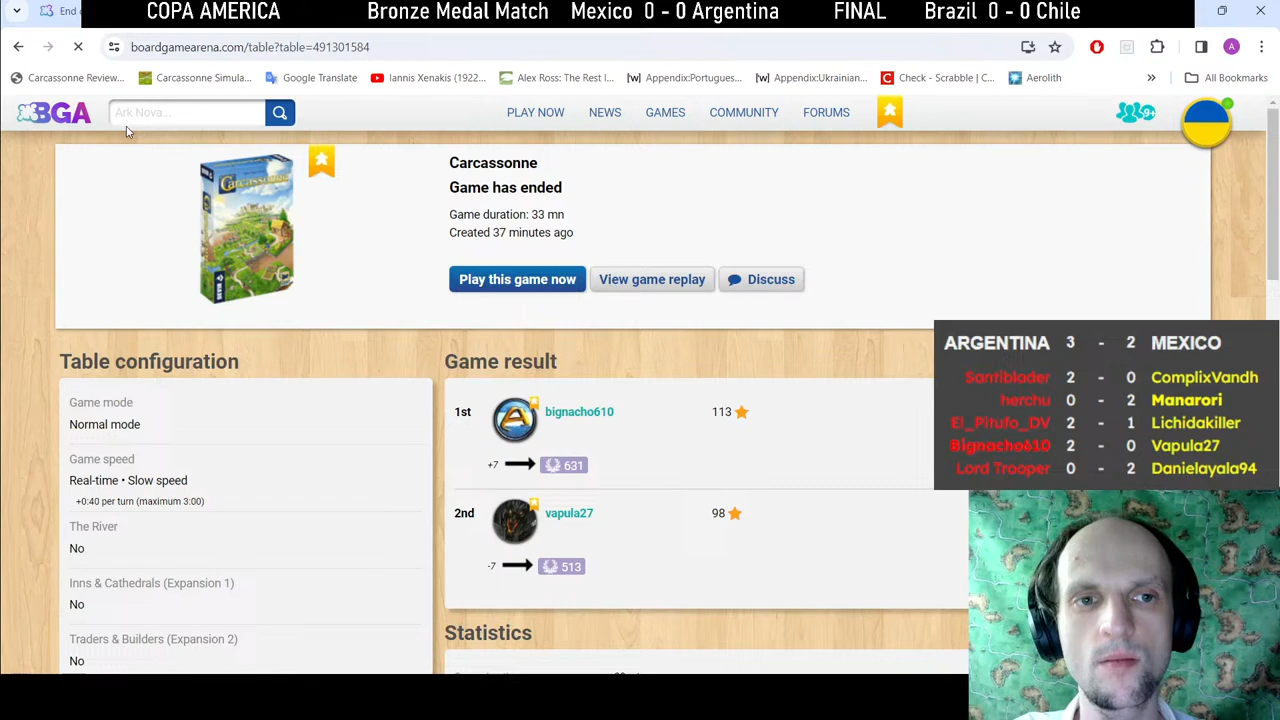 COPA AMERICA
Bronze Medal Match Mexico 0 - 0 Argentina
FINAL Brazil 0 - 0 Chile
End o
boardgamearena.com/table?table=491301584
A
Carcassonne Review...
Carcassonne Simula...
Google Translate
Iannis Xenakis (1922...
Alex Ross: The Rest I...
[w] Appendix:Portugues...
[w] Appendix:Ukrainian...
C Check - Scrabble | C...
Aerolith
»
All Bookmarks
BGA
Ark Nova...
PLAY NOW
NEWS
GAMES
COMMUNITY
FORUMS
9+
Carcassonne
Carcassonne
Game has ended
Game duration: 33 mn
Created 37 minutes ago
Play this game now
View game replay
Discuss
ARGENTINA 3 - 2 MEXICO
Santiblader 2 - 0 ComplixVandh
herchu 0 - 2 Manarori
El_Pitufo_DV 2 - 1 Lichidakiller
Bignacho610 2 - 0 Vapula27
Lord Trooper 0 - 2 Danielayala94
Table configuration
Game mode
Normal mode
Game speed
Real-time • Slow speed
+0:40 per turn (maximum 3:00)
The River
No
Inns & Cathedrals (Expansion 1)
No
Traders & Builders (Expansion 2)
No
Game result
1st bignacho610 113
+7 631
2nd vapula27 98
-7 513
Statistics